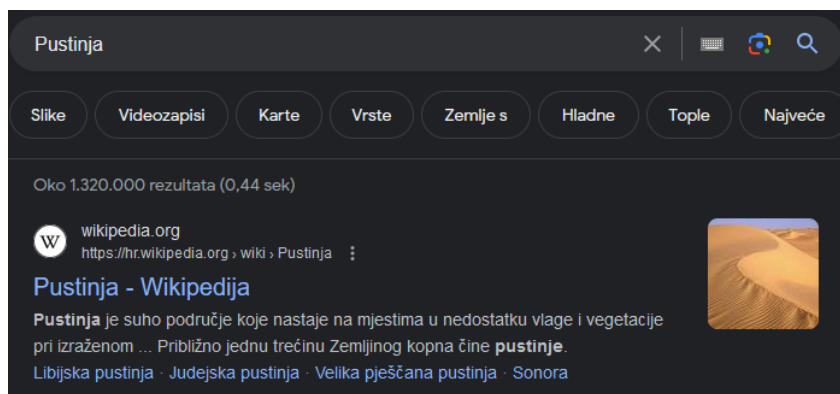 Pustinja
Slike Videozapisi Karte Vrste Zemlje s Hladne Tople Najveće
Oko 1.320.000 rezultata (0,44 sek)
W
wikipedia.org
https://hr.wikipedia.org › wiki › Pustinja
Pustinja - Wikipedija
Pustinja je suho područje koje nastaje na mjestima u nedostatku vlage i vegetacije
pri izraženom ... Približno jednu trećinu Zemljinog kopna čine pustinje.
Libijska pustinja · Judejska pustinja · Velika pješčana pustinja · Sonora